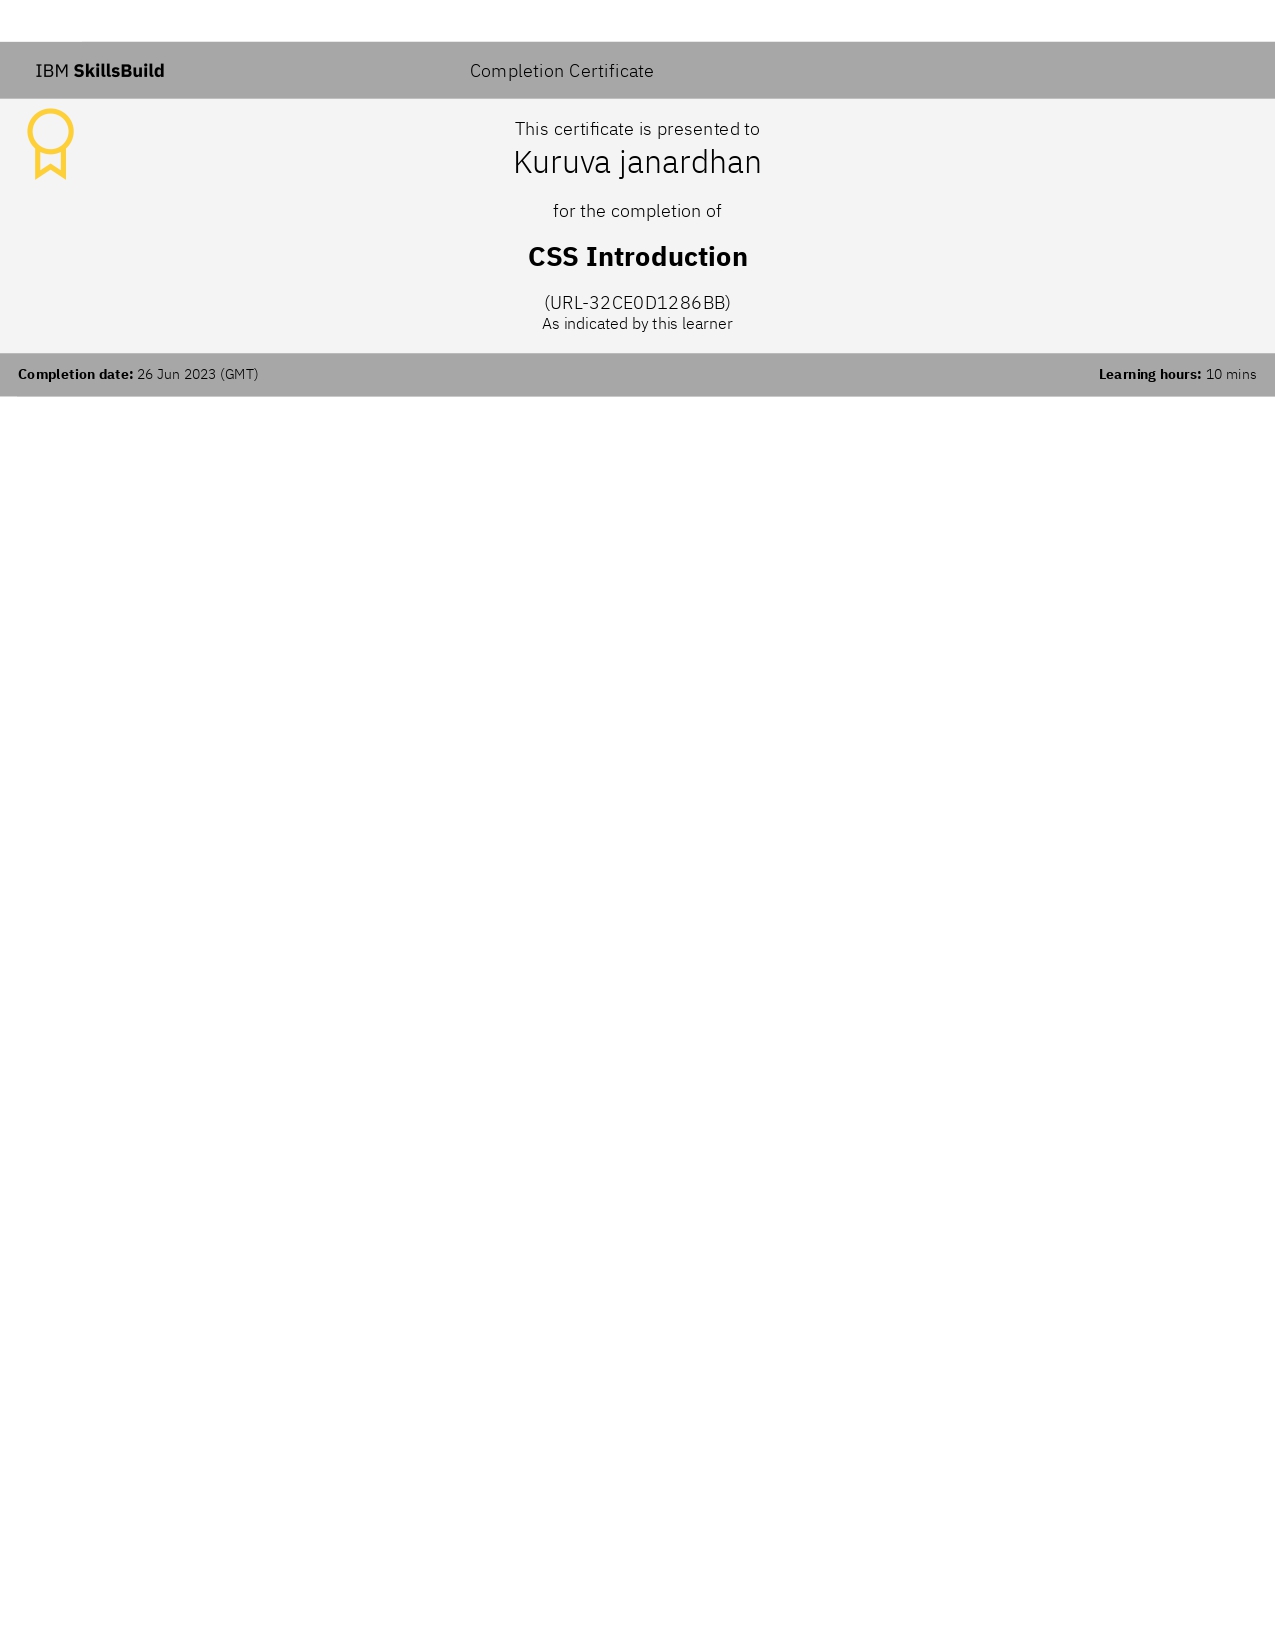 IBM SkillsBuild
Completion Certificate
This certificate is presented to
Kuruva janardhan
for the completion of
CSS Introduction
(URL-32CE0D1286BB)
As indicated by this learner
Completion date: 26 Jun 2023 (GMT)
Learning hours: 10 mins